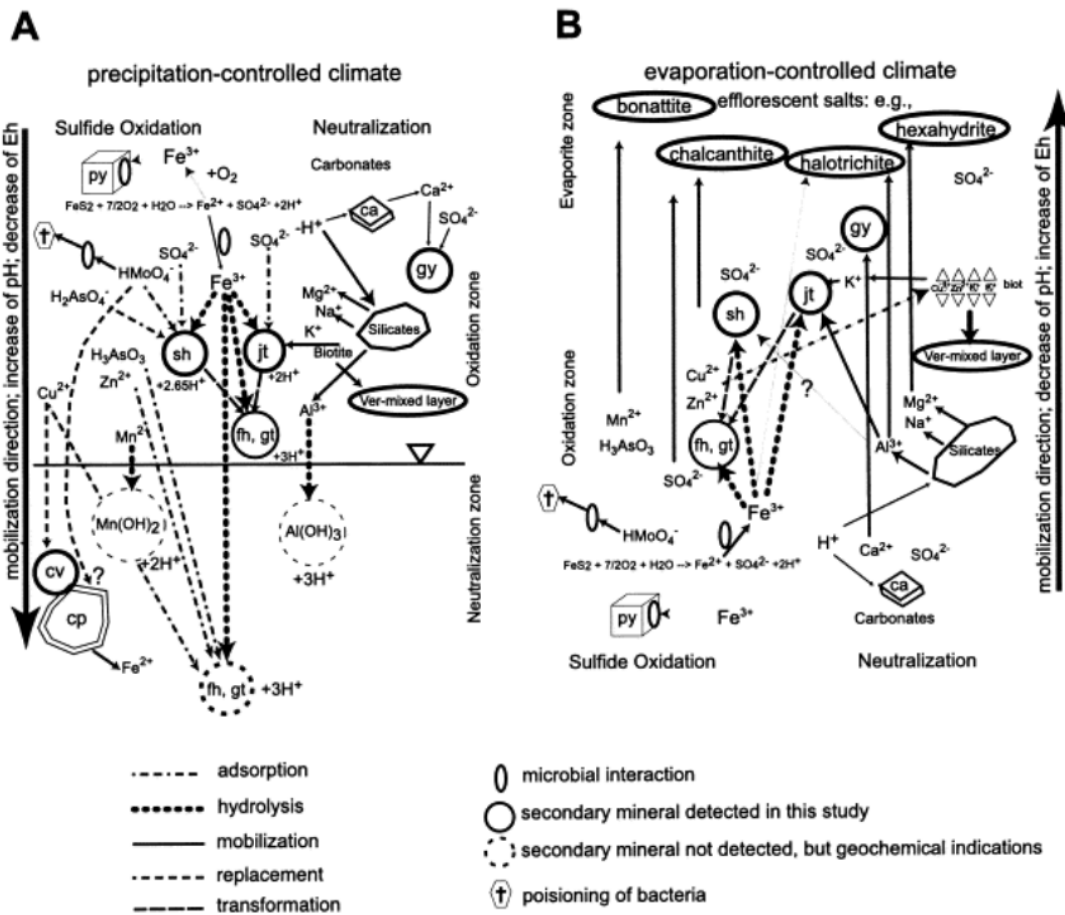 A
precipitation-controlled climate
mobilization direction; increase of pH; decrease of Eh
Sulfide Oxidation
Neutralization
Fe³⁺
py
+O₂
Carbonates
FeS₂ + 7/2O₂ + H₂O --> Fe²⁺ + SO₄²⁻ +2H⁺
-H⁺
ca
Ca²⁺
SO₄²⁻
SO₄²⁻
SO₄²⁻
gy
HMoO₄⁻
Fe³⁺
H₂AsO₄⁻
Mg²⁺
Na⁺
K⁺
Silicates
Oxidation zone
sh
jt
Biotite
H₃AsO₃
+2.65H⁺
+2H⁺
Zn²⁺
Cu²⁺
Ver-mixed layer
Al³⁺
fh, gt
+3H⁺
Mn²⁺
Mn(OH)₂
+2H⁺
Al(OH)₃
+3H⁺
Neutralization zone
cv
?
cp
Fe²⁺
fh, gt
+3H⁺
B
evaporation-controlled climate
efflorescent salts: e.g.,
Evaporite zone
bonattite
hexahydrite
chalcanthite
halotrichite
SO₄²⁻
gy
SO₄²⁻
SO₄²⁻
jt
K⁺
Cu²⁺ Zn²⁺ K⁺ K⁺
biot
sh
Ver-mixed layer
Oxidation zone
Cu²⁺
Zn²⁺
?
Mn²⁺
H₃AsO₃
fh, gt
Mg²⁺
Na⁺
Al³⁺
Silicates
SO₄²⁻
Fe³⁺
HMoO₄⁻
H⁺
Ca²⁺
SO₄²⁻
FeS₂ + 7/2O₂ + H₂O --> Fe²⁺ + SO₄²⁻ +2H⁺
ca
Carbonates
py
Fe³⁺
Sulfide Oxidation
Neutralization
mobilization direction; decrease of pH; increase of Eh
adsorption
hydrolysis
mobilization
replacement
transformation
microbial interaction
secondary mineral detected in this study
secondary mineral not detected, but geochemical indications
poisioning of bacteria